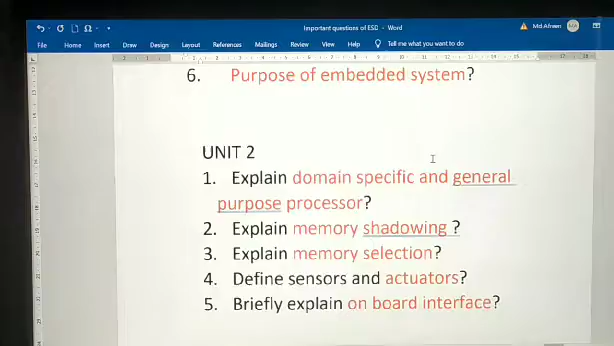 Important questions of ESD - Word
Md Afreen
File Home Insert Draw Design Layout References Mailings Review View Help Tell me what you want to do
6. Purpose of embedded system?
UNIT 2
1. Explain domain specific and general
purpose processor?
2. Explain memory shadowing ?
3. Explain memory selection?
4. Define sensors and actuators?
5. Briefly explain on board interface?